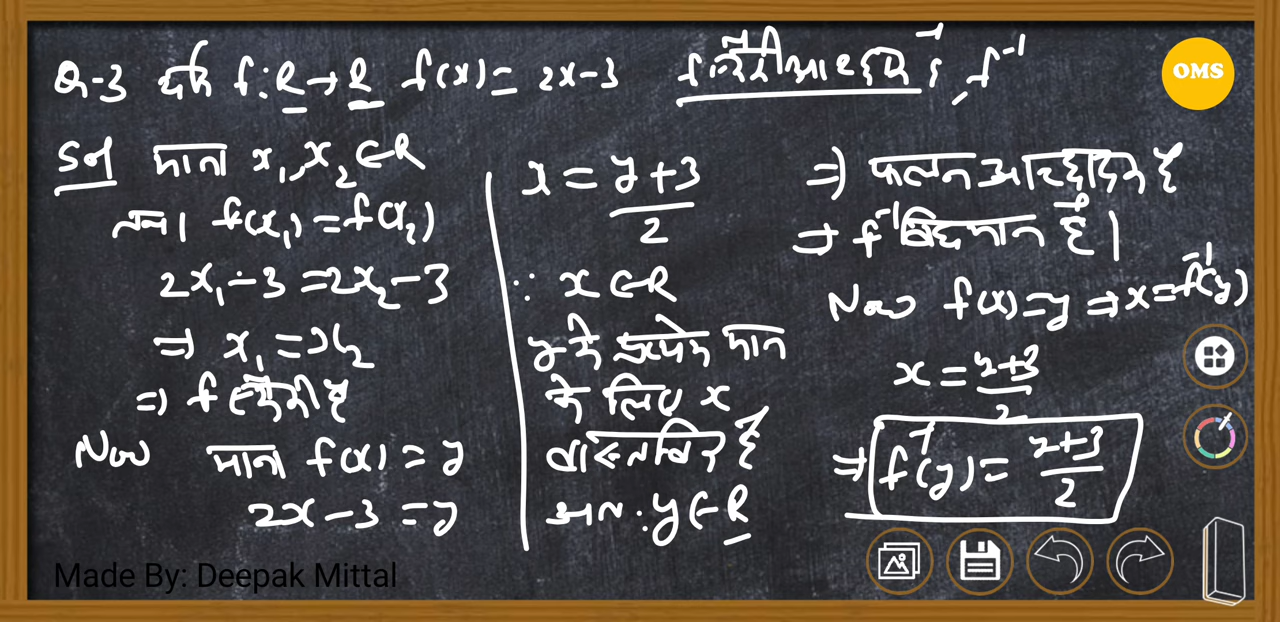 Q-3 यदि f: R → R f(x) = 2x-3 f, f⁻¹
OMS
Sol माना x₁, x₂ ∈ R
तब। f(x₁) = f(x₂)
2x₁-3 = 2x₂-3
⇒ x₁ = x₂
⇒ f है
Now माना f(x) = y
2x-3 = y
x = y+3/2
∵ x ∈ R
y के प्रत्येक मान
के लिए x
वास्तविक है
अतः y ∈ R
⇒ फलन आच्छादित है
⇒ f⁻¹ विद्यमान है।
Now f(x) = y ⇒ x = f⁻¹(y)
x = y+3/2
⇒ f⁻¹(y) = y+3/2
Made By: Deepak Mittal